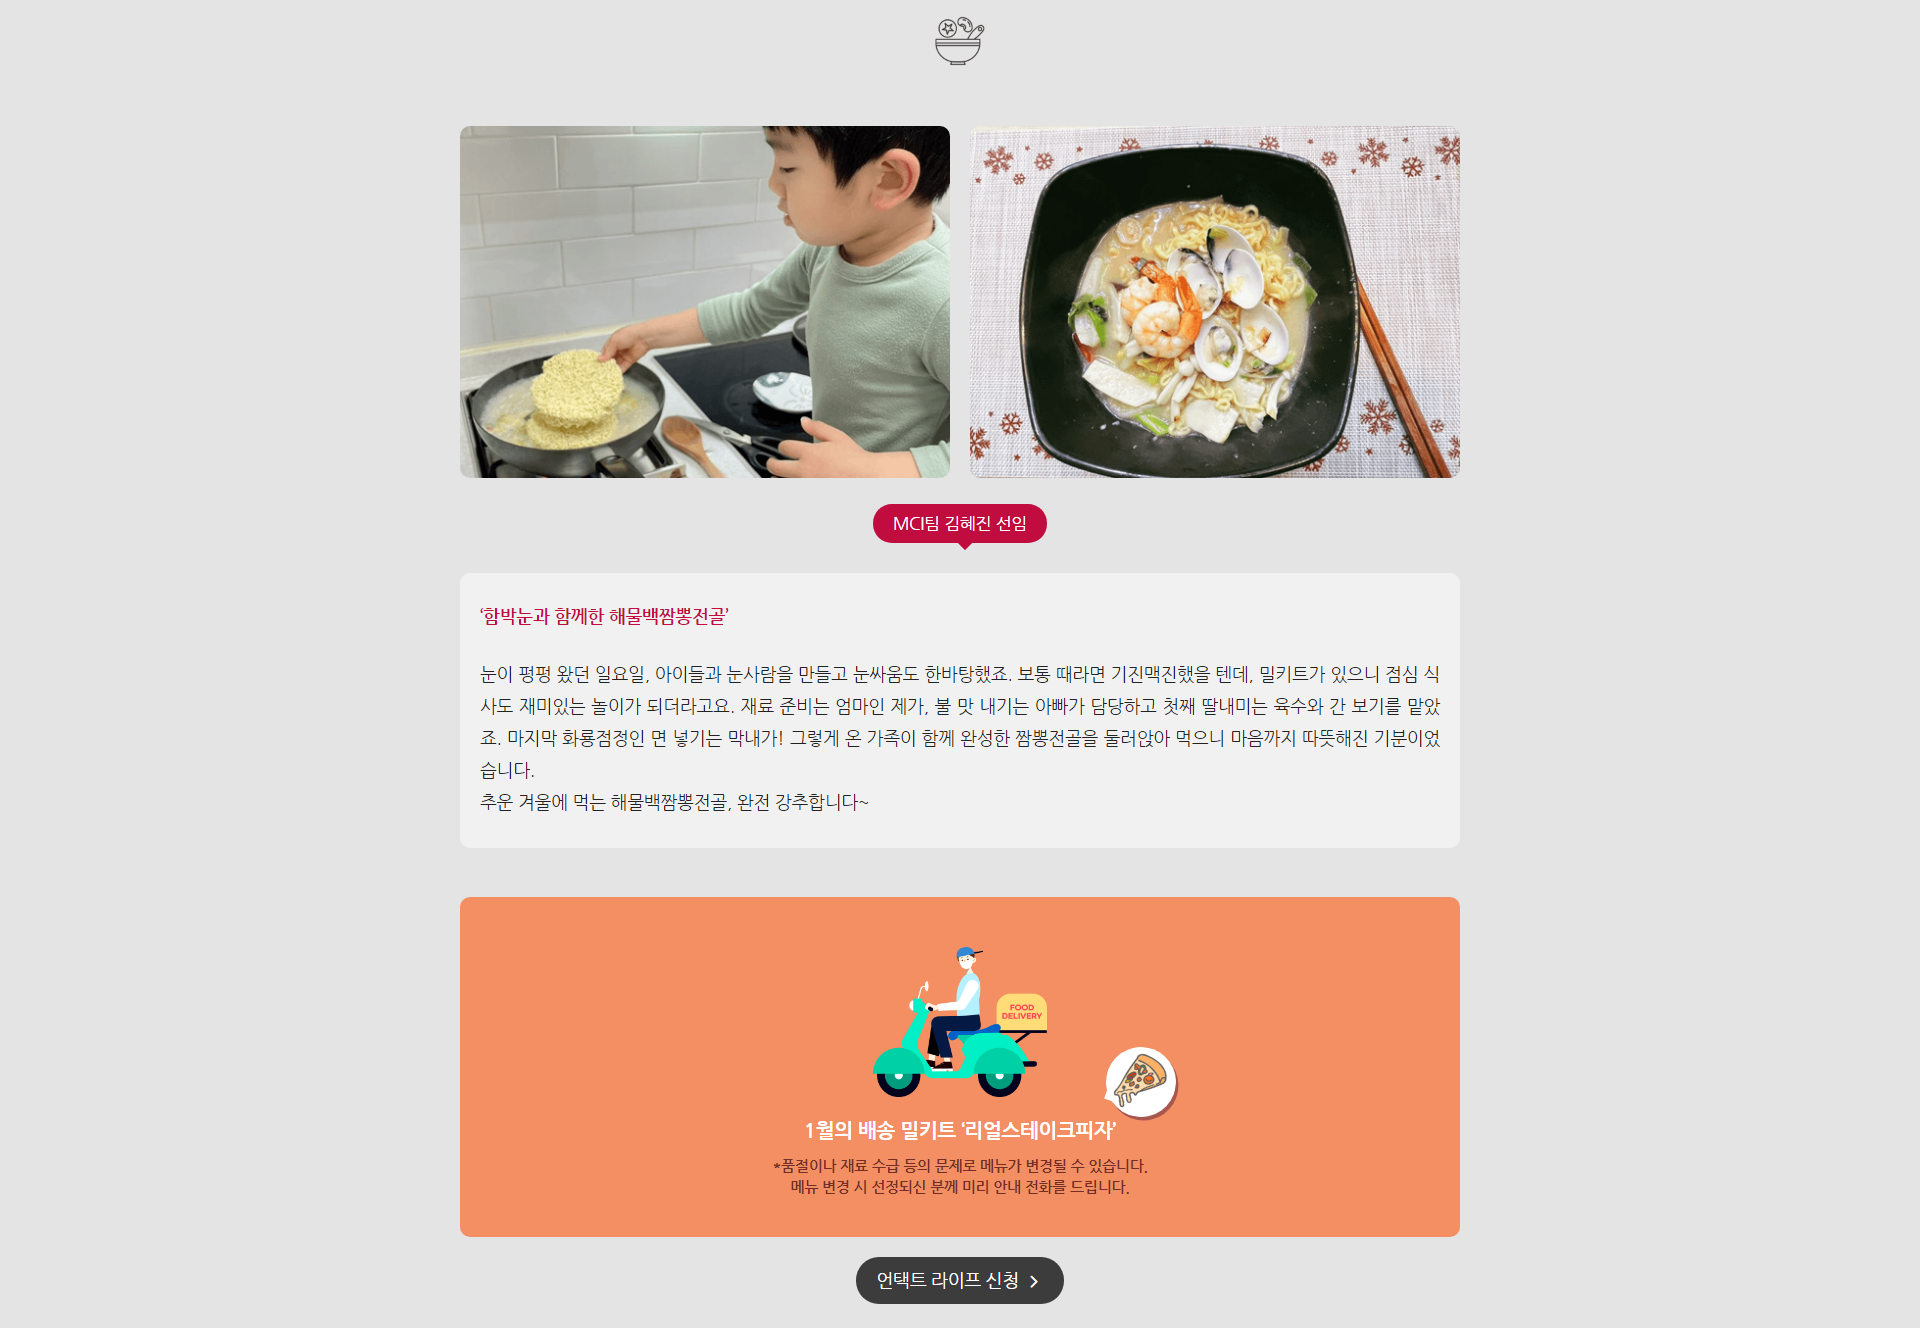 MCI팀 김혜진 선임
‘함박눈과 함께한 해물백짬뽕전골’
눈이 펑펑 왔던 일요일, 아이들과 눈사람을 만들고 눈싸움도 한바탕했죠. 보통 때라면 기진맥진했을 텐데, 밀키트가 있으니 점심 식
사도 재미있는 놀이가 되더라고요. 재료 준비는 엄마인 제가, 불 맛 내기는 아빠가 담당하고 첫째 딸내미는 육수와 간 보기를 맡았
죠. 마지막 화룡점정인 면 넣기는 막내가! 그렇게 온 가족이 함께 완성한 짬뽕전골을 둘러앉아 먹으니 마음까지 따뜻해진 기분이었
습니다.
추운 겨울에 먹는 해물백짬뽕전골, 완전 강추합니다~
FOOD
DELIVERY
1월의 배송 밀키트 ‘리얼스테이크피자’
*품절이나 재료 수급 등의 문제로 메뉴가 변경될 수 있습니다.
메뉴 변경 시 선정되신 분께 미리 안내 전화를 드립니다.
언택트 라이프 신청